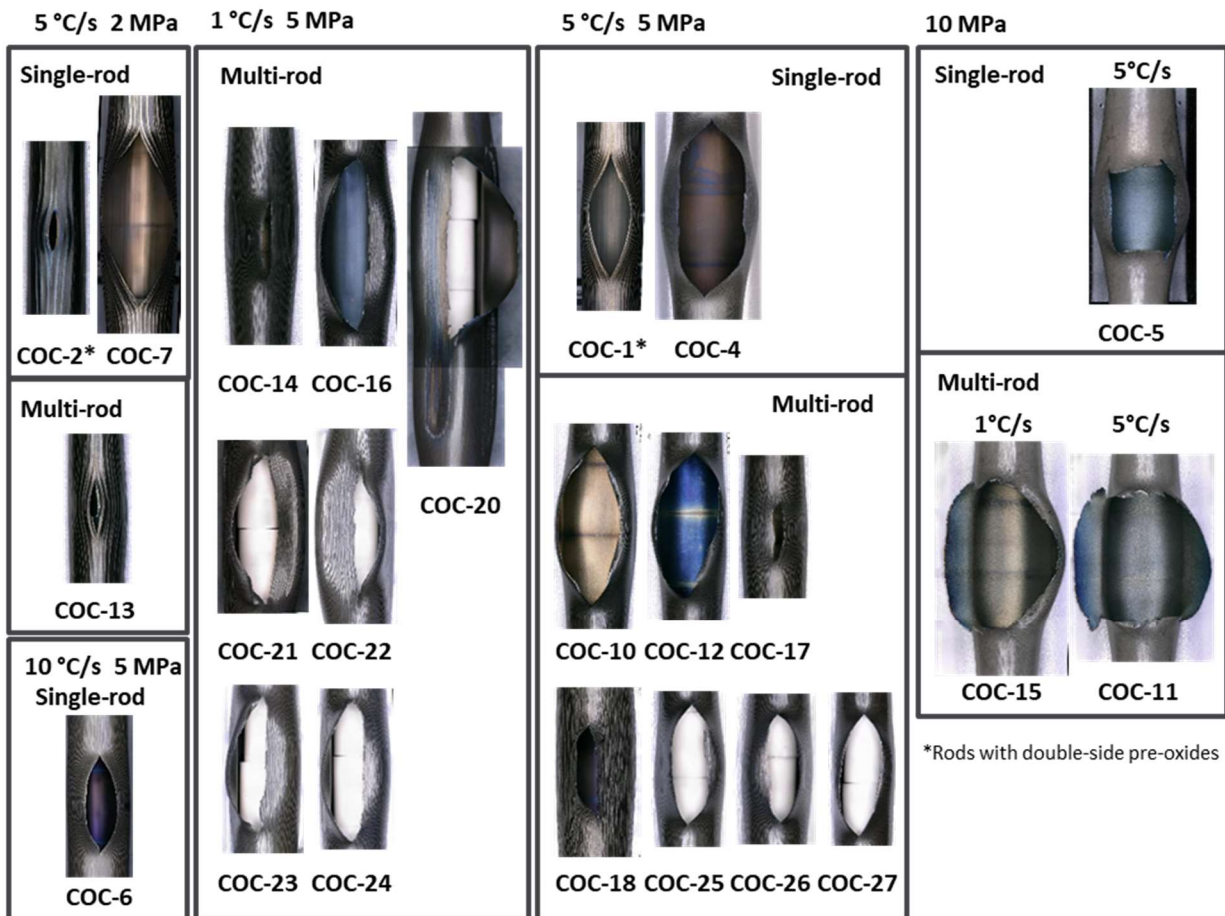 5 °C/s 2 MPa
Single-rod
COC-2* COC-7
Multi-rod
COC-13
10 °C/s 5 MPa
Single-rod
COC-6
1 °C/s 5 MPa
Multi-rod
COC-14 COC-16
COC-20
COC-21 COC-22
COC-23 COC-24
5 °C/s 5 MPa
Single-rod
COC-1* COC-4
Multi-rod
COC-10 COC-12 COC-17
COC-18 COC-25 COC-26 COC-27
10 MPa
Single-rod 5°C/s
COC-5
Multi-rod
1°C/s 5°C/s
COC-15 COC-11
*Rods with double-side pre-oxides